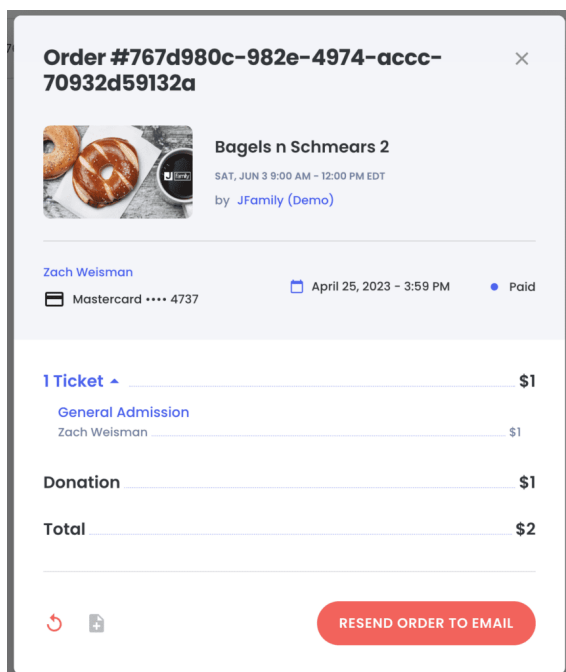 Order #767d980c-982e-4974-accc-
70932d59132a
Bagels n Schmears 2
SAT, JUN 3 9:00 AM - 12:00 PM EDT
by JFamily (Demo)
J family
Zach Weisman
Mastercard •••• 4737
April 25, 2023 - 3:59 PM
Paid
1 Ticket $1
General Admission
Zach Weisman $1
Donation $1
Total $2
RESEND ORDER TO EMAIL